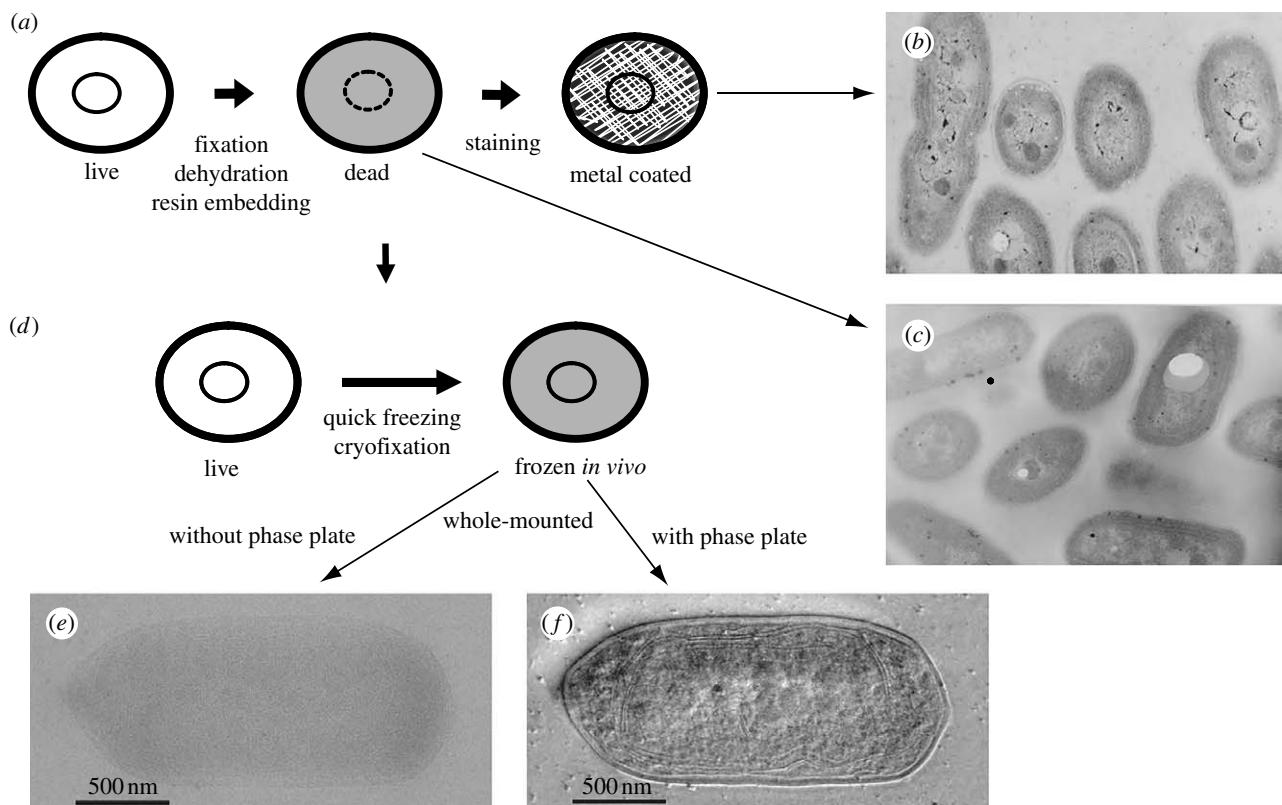 (a)
live
fixation
dehydration
resin embedding
dead
staining
metal coated
(b)
(c)
(d)
live
quick freezing
cryofixation
frozen in vivo
without phase plate
whole-mounted
with phase plate
(e)
500 nm
(f)
500 nm